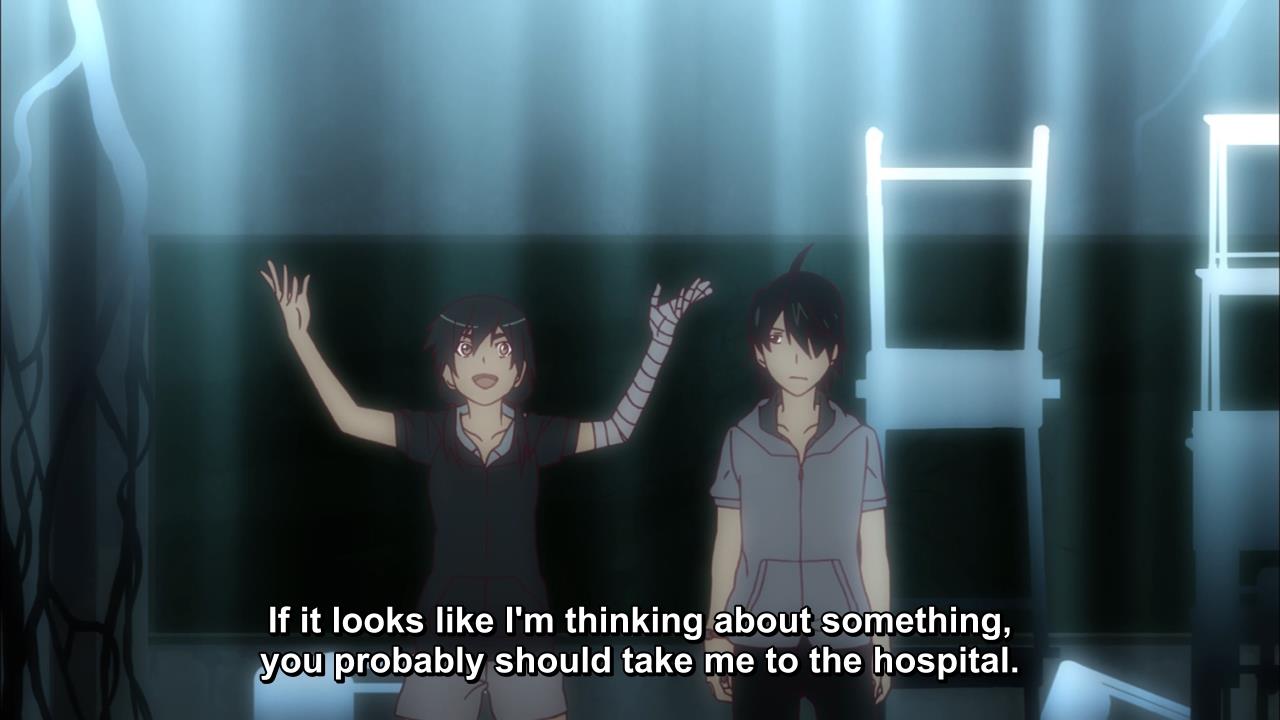 If it looks like I'm thinking about something,
you probably should take me to the hospital.